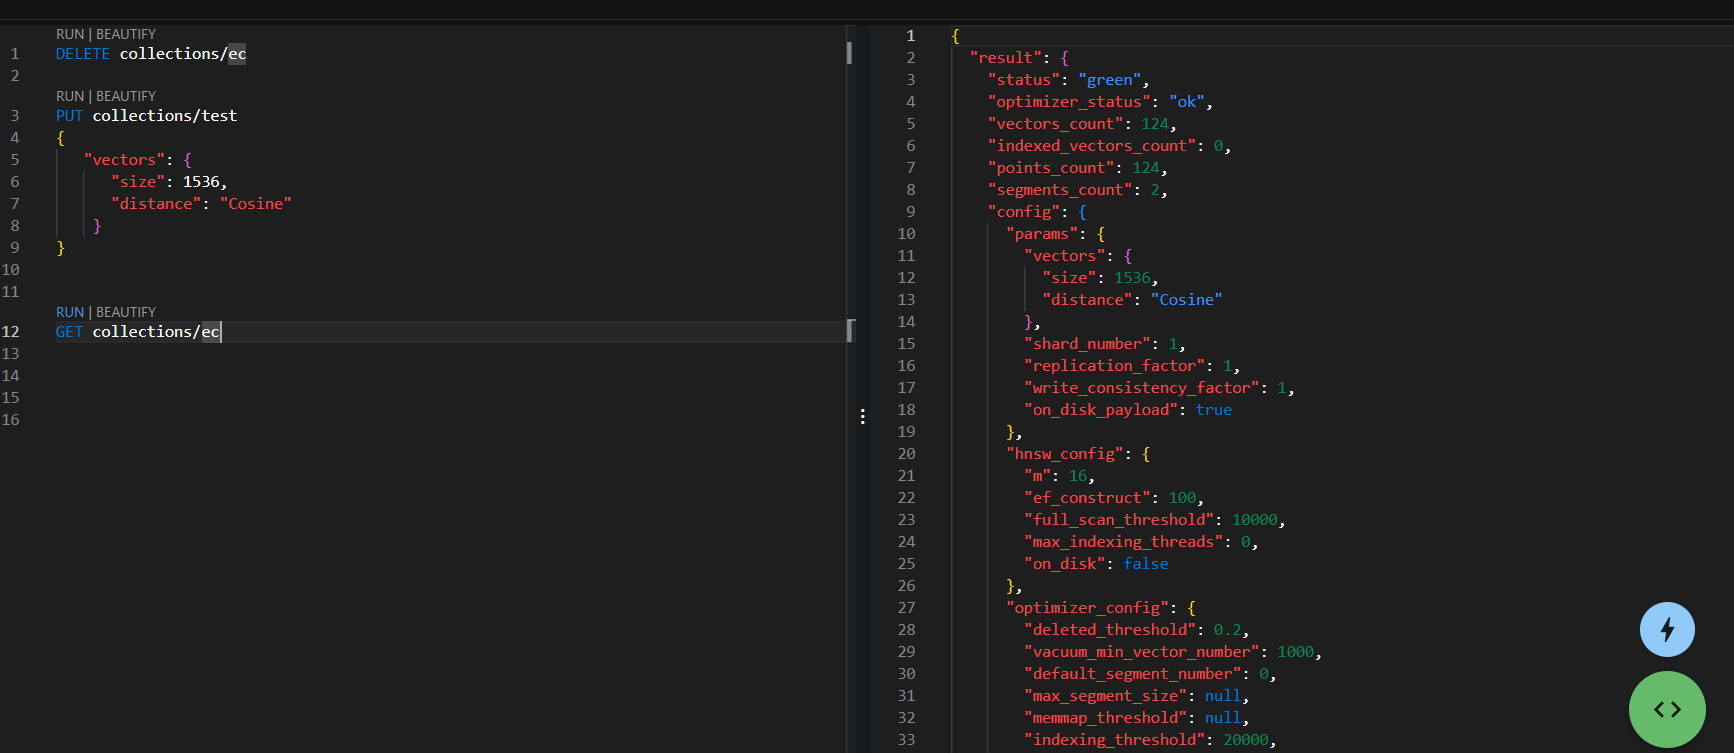 RUN | BEAUTIFY
1 DELETE collections/ec
2
RUN | BEAUTIFY
3 PUT collections/test
4 {
5 "vectors": {
6 "size": 1536,
7 "distance": "Cosine"
8 }
9 }
10
11
RUN | BEAUTIFY
12 GET collections/ec
13
14
15
16
1 {
2 "result": {
3 "status": "green",
4 "optimizer_status": "ok",
5 "vectors_count": 124,
6 "indexed_vectors_count": 0,
7 "points_count": 124,
8 "segments_count": 2,
9 "config": {
10 "params": {
11 "vectors": {
12 "size": 1536,
13 "distance": "Cosine"
14 },
15 "shard_number": 1,
16 "replication_factor": 1,
17 "write_consistency_factor": 1,
18 "on_disk_payload": true
19 },
20 "hnsw_config": {
21 "m": 16,
22 "ef_construct": 100,
23 "full_scan_threshold": 10000,
24 "max_indexing_threads": 0,
25 "on_disk": false
26 },
27 "optimizer_config": {
28 "deleted_threshold": 0.2,
29 "vacuum_min_vector_number": 1000,
30 "default_segment_number": 0,
31 "max_segment_size": null,
32 "memmap_threshold": null,
33 "indexing_threshold": 20000,